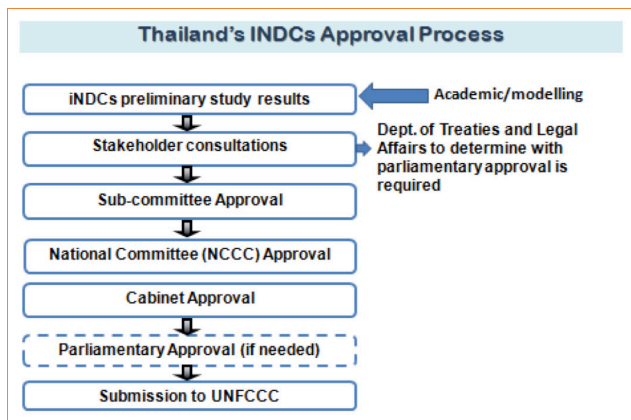 Thailand's INDCs Approval Process
iNDCs preliminary study results
Academic/modelling
Stakeholder consultations
Dept. of Treaties and Legal
Affairs to determine with
parliamentary approval is
required
Sub-committee Approval
National Committee (NCCC) Approval
Cabinet Approval
Parliamentary Approval (if needed)
Submission to UNFCCC